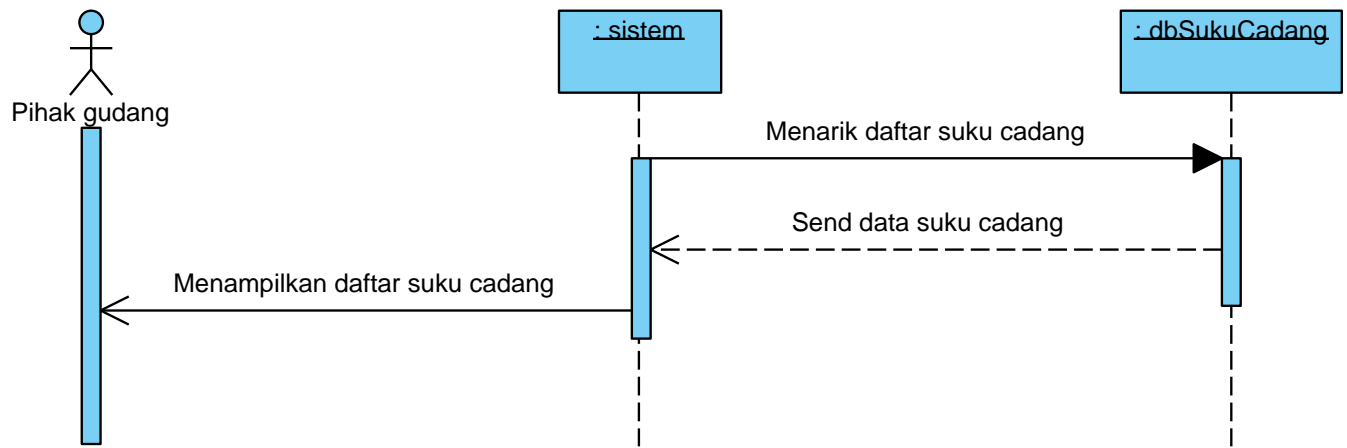 : sistem
: dbSukuCadang
Pihak gudang
Menarik daftar suku cadang
Send data suku cadang
Menampilkan daftar suku cadang